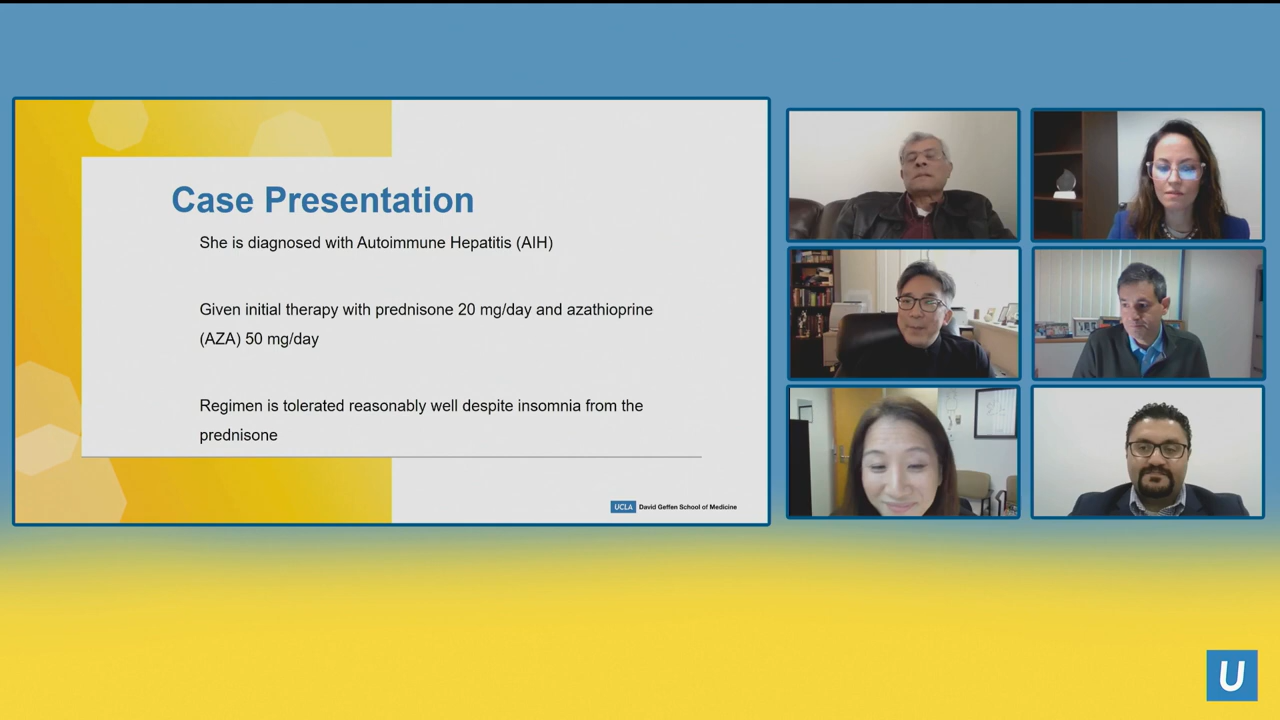 Case Presentation
She is diagnosed with Autoimmune Hepatitis (AIH)
Given initial therapy with prednisone 20 mg/day and azathioprine
(AZA) 50 mg/day
Regimen is tolerated reasonably well despite insomnia from the
prednisone
UCLA David Geffen School of Medicine
U